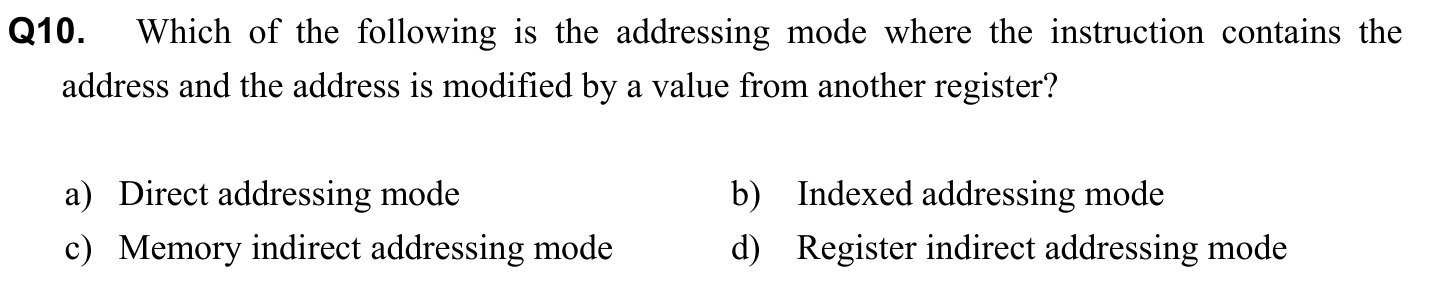 Q10. Which of the following is the addressing mode where the instruction contains the
address and the address is modified by a value from another register?
a) Direct addressing mode b) Indexed addressing mode
c) Memory indirect addressing mode d) Register indirect addressing mode